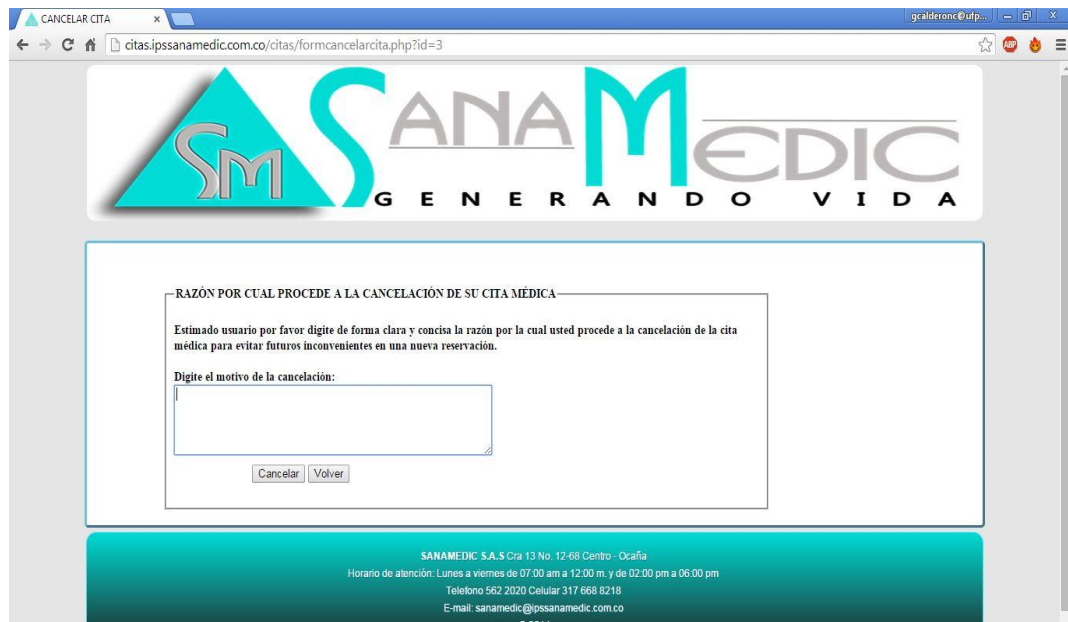 CANCELAR CITA
gcalderonc@ufp...
citas.ipssanamedic.com.co/citas/formcancelarcita.php?id=3
ABP
SM SANAMEDIC
GENERANDO VIDA
RAZÓN POR CUAL PROCEDE A LA CANCELACIÓN DE SU CITA MÉDICA
Estimado usuario por favor digite de forma clara y concisa la razón por la cual usted procede a la cancelación de la cita
médica para evitar futuros inconvenientes en una nueva reservación.
Digite el motivo de la cancelación:
Cancelar Volver
SANAMEDIC S.A.S Cra 13 No. 12-68 Centro - Ocaña
Horario de atención: Lunes a viernes de 07:00 am a 12:00 m. y de 02:00 pm a 06:00 pm
Telefono 562 2020 Celular 317 668 8218
E-mail: sanamedic@ipssanamedic.com.co